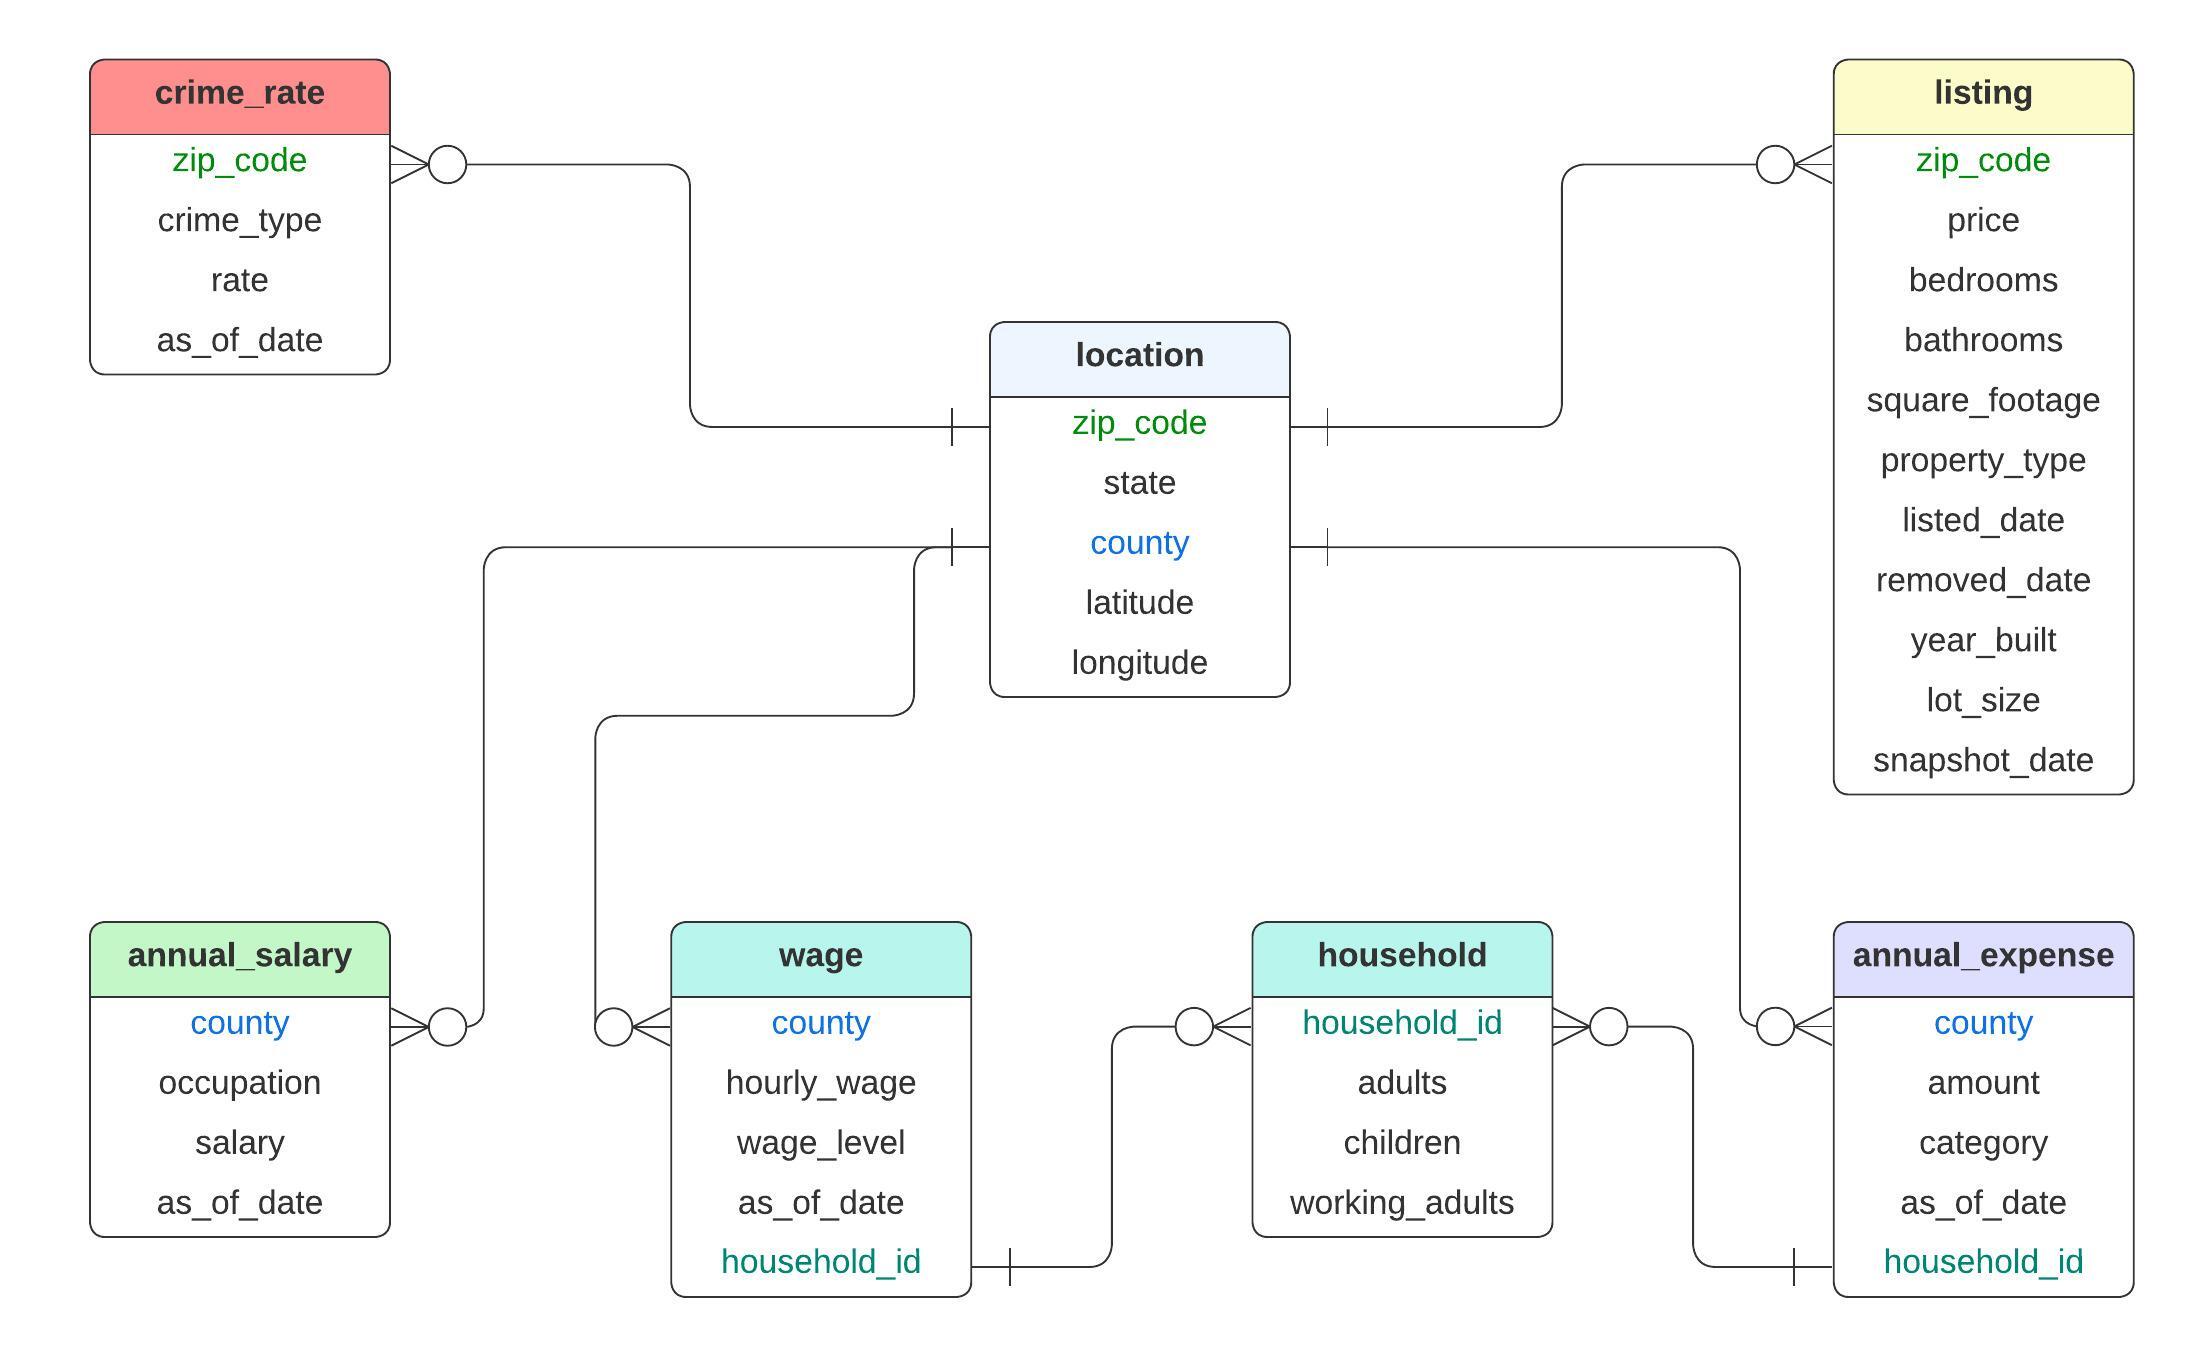 crime_rate
zip_code
crime_type
rate
as_of_date
listing
zip_code
price
bedrooms
bathrooms
square_footage
property_type
listed_date
removed_date
year_built
lot_size
snapshot_date
location
zip_code
state
county
latitude
longitude
annual_salary
county
occupation
salary
as_of_date
wage
county
hourly_wage
wage_level
as_of_date
household_id
household
household_id
adults
children
working_adults
annual_expense
county
amount
category
as_of_date
household_id